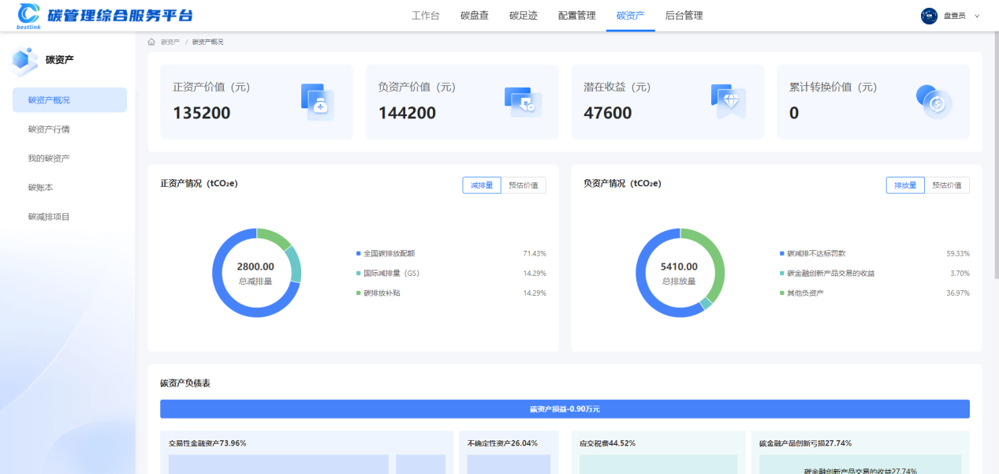 bestlink
碳管理综合服务平台
工作台 碳盘查 碳足迹 配置管理 碳资产 后台管理
盘查员
碳资产 / 碳资产概况
碳资产
碳资产概况
碳资产行情
我的碳资产
碳账本
碳减排项目
正资产价值（元）
135200
负资产价值（元）
144200
潜在收益（元）
47600
累计转换价值（元）
0
正资产情况（tCO₂e）
减排量 预估价值
2800.00
总减排量
全国碳排放配额 71.43%
国际减排量（GS） 14.29%
碳排放补贴 14.29%
负资产情况（tCO₂e）
排放量 预估价值
5410.00
总排放量
碳减排不达标罚款 59.33%
碳金融创新产品交易的收益 3.70%
其他负资产 36.97%
碳资产负债表
碳资产损益-0.90万元
交易性金融资产73.96%
不确定性资产26.04%
应交税费44.52%
碳金融产品创新亏损27.74%
碳金融创新产品交易的收益27.74%